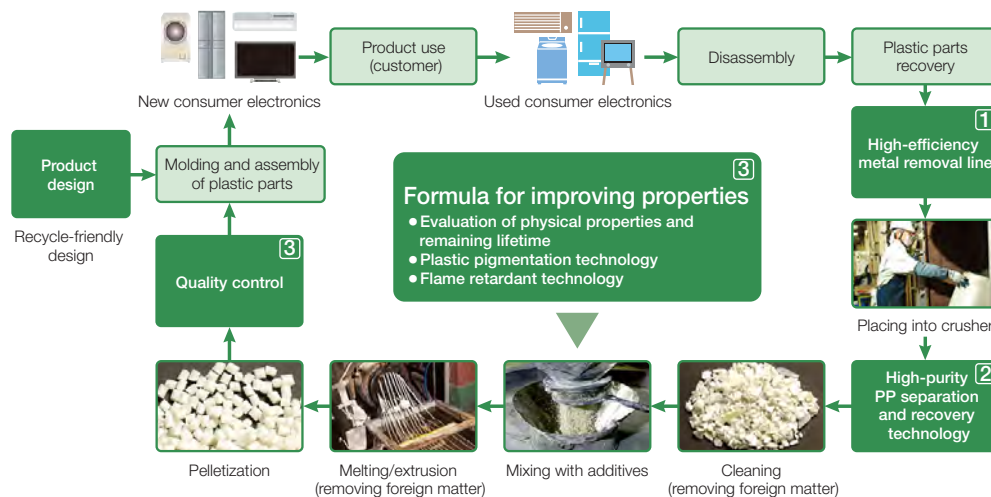 New consumer electronics
Product use
(customer)
Used consumer electronics
Disassembly
Plastic parts
recovery
1
High-efficiency
metal removal line
Product
design
Recycle-friendly
design
Molding and assembly
of plastic parts
3
Formula for improving properties
● Evaluation of physical properties and
remaining lifetime
● Plastic pigmentation technology
● Flame retardant technology
3
Quality control
Placing into crusher
2
High-purity
PP separation
and recovery
technology
Pelletization
Melting/extrusion
(removing foreign matter)
Mixing with additives
Cleaning
(removing foreign matter)